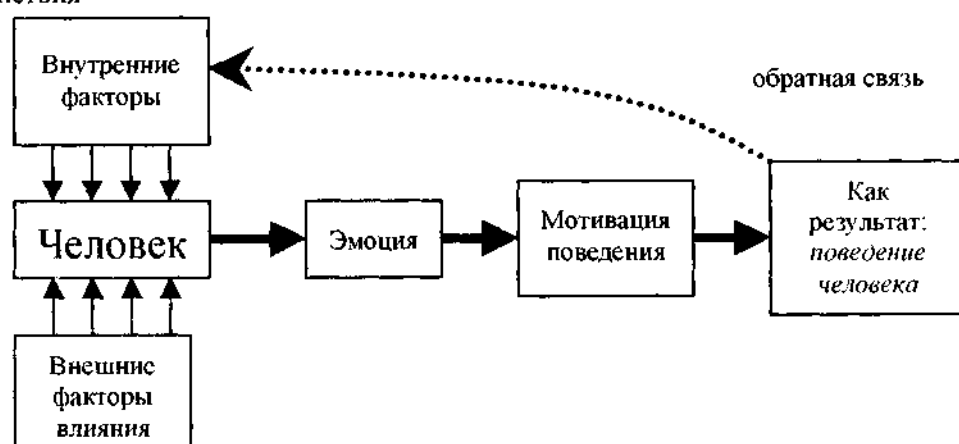 Внутренние
факторы
обратная связь
Человек
Эмоция
Мотивация
поведения
Как
результат:
поведение
человека
Внешние
факторы
влияния